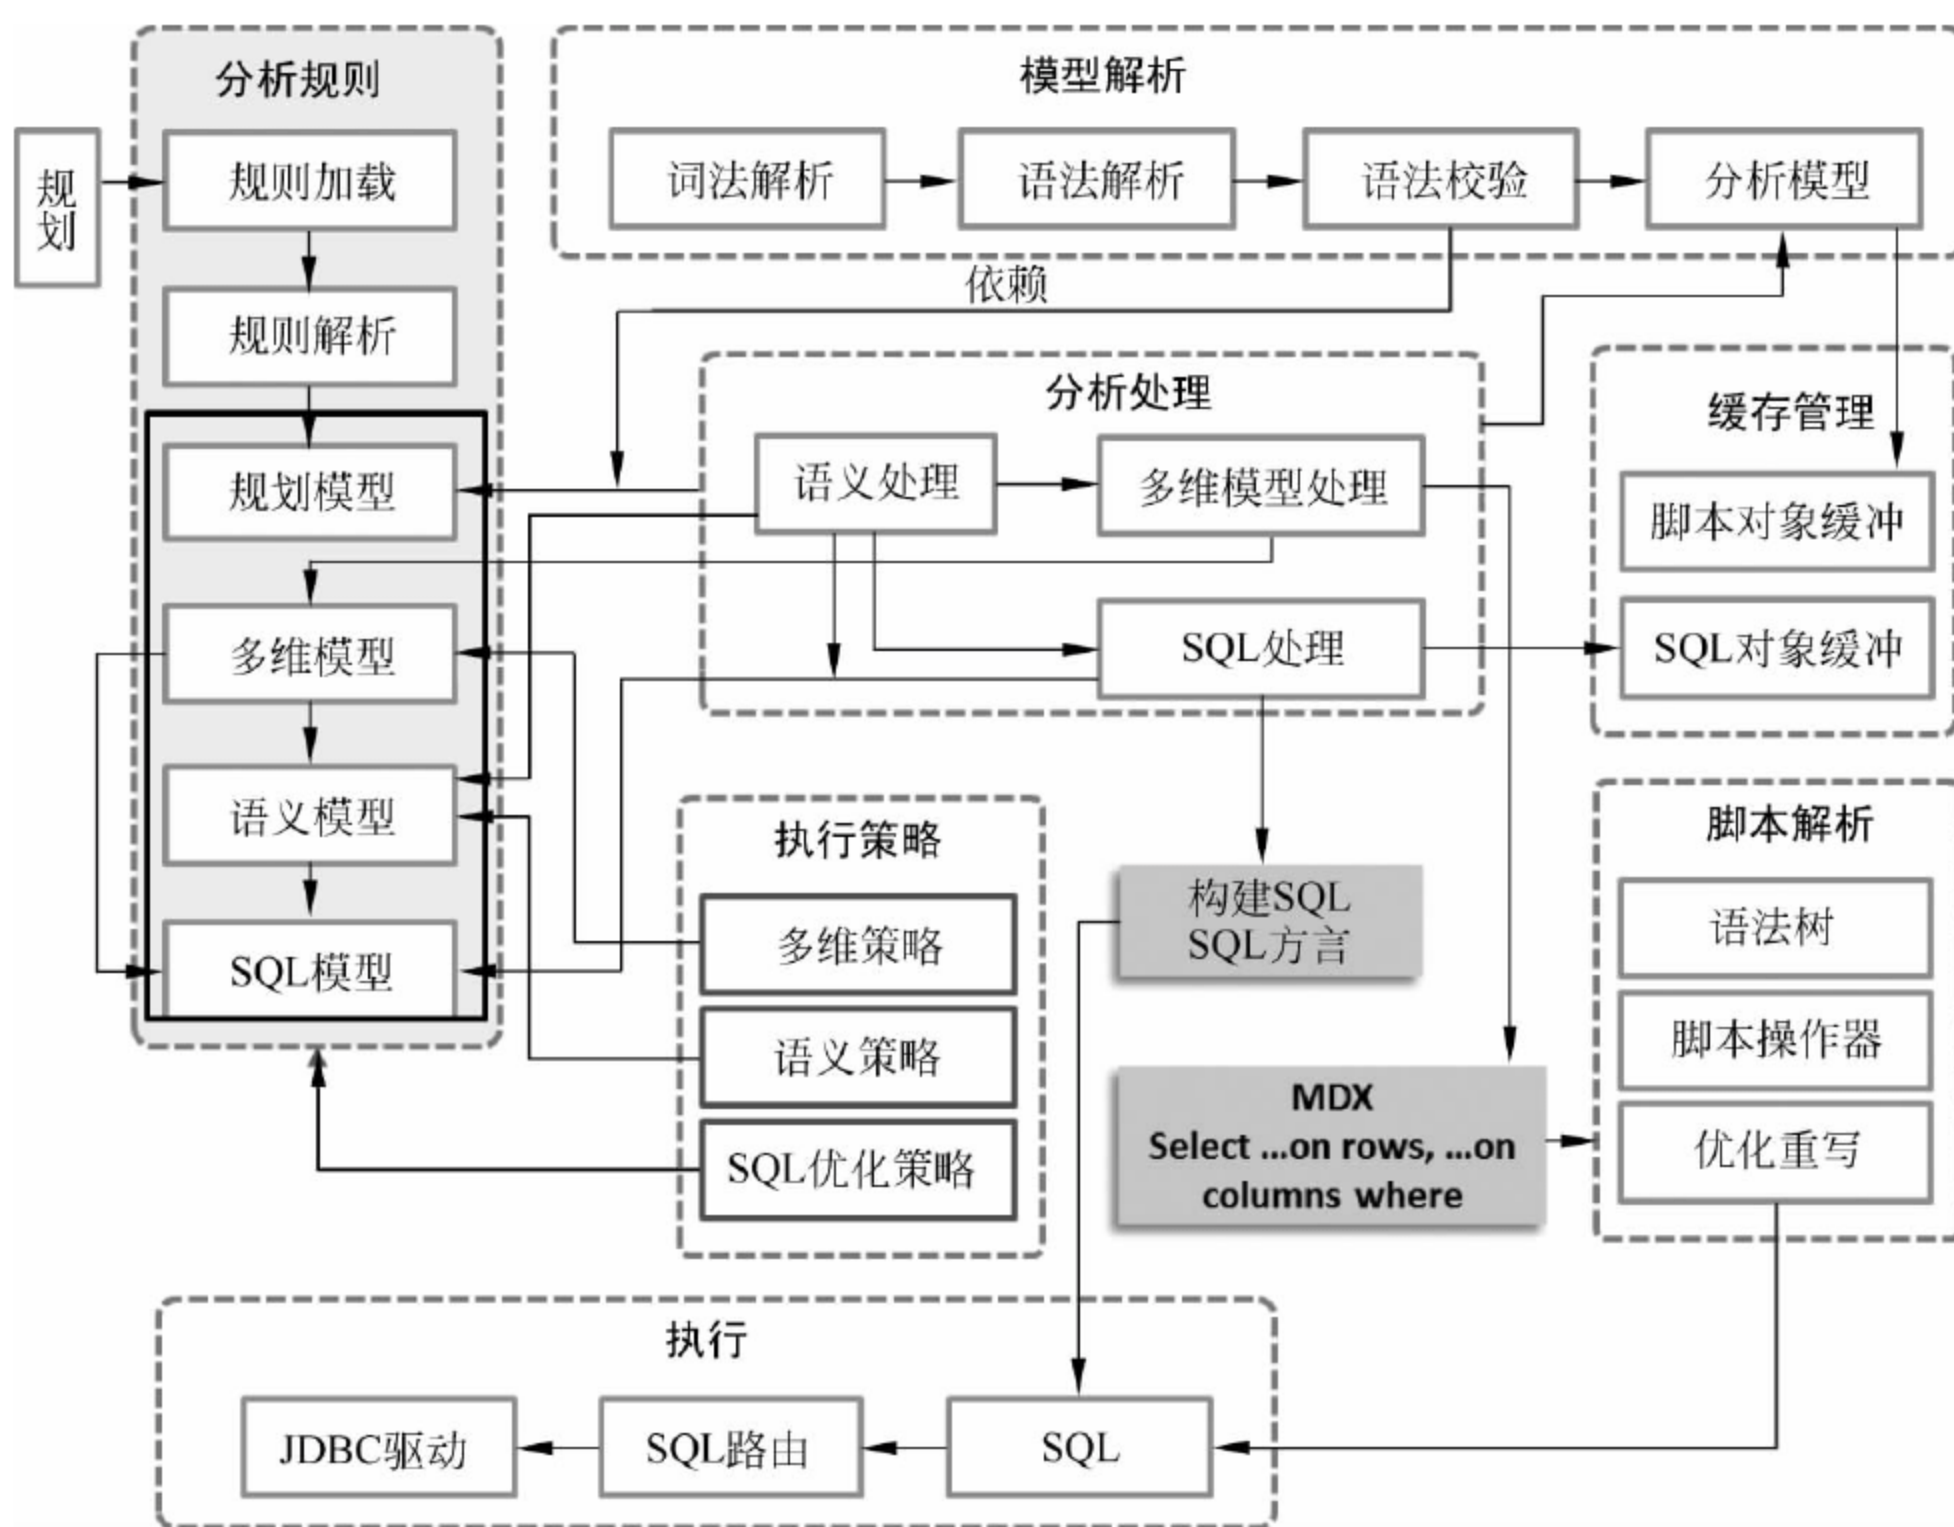 分析规则
规划
规则加载
规则解析
规划模型
多维模型
语义模型
SQL模型
模型解析
词法解析
语法解析
语法校验
分析模型
依赖
分析处理
语义处理
多维模型处理
SQL处理
缓存管理
脚本对象缓冲
SQL对象缓冲
执行策略
多维策略
语义策略
SQL优化策略
构建SQL
SQL方言
MDX
Select ...on rows, ...on
columns where
脚本解析
语法树
脚本操作器
优化重写
执行
JDBC驱动
SQL路由
SQL